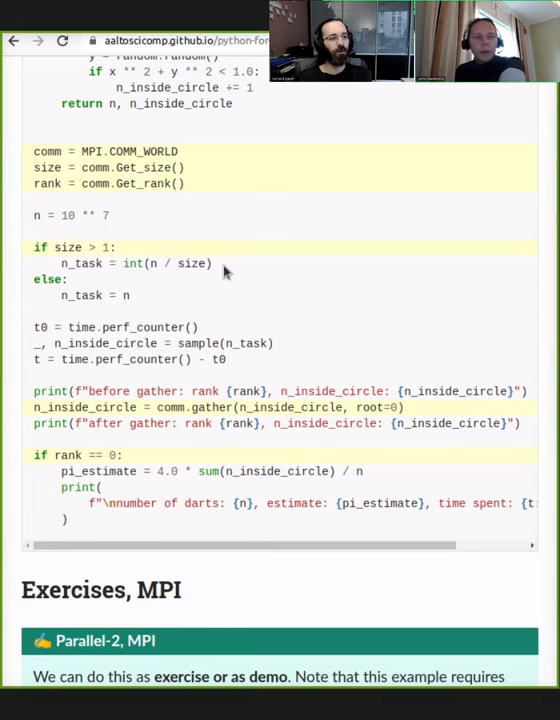 aaltoscicomp.github.io/python-for
y = random.random()
if x ** 2 + y ** 2 < 1.0:
n_inside_circle += 1
return n, n_inside_circle
comm = MPI.COMM_WORLD
size = comm.Get_size()
rank = comm.Get_rank()
n = 10 ** 7
if size > 1:
n_task = int(n / size)
else:
n_task = n
t0 = time.perf_counter()
_, n_inside_circle = sample(n_task)
t = time.perf_counter() - t0
print(f"before gather: rank {rank}, n_inside_circle: {n_inside_circle}")
n_inside_circle = comm.gather(n_inside_circle, root=0)
print(f"after gather: rank {rank}, n_inside_circle: {n_inside_circle}")
if rank == 0:
pi_estimate = 4.0 * sum(n_inside_circle) / n
print(
f"\nnumber of darts: {n}, estimate: {pi_estimate}, time spent: {t:
)
Exercises, MPI
✍️ Parallel-2, MPI
We can do this as exercise or as demo. Note that this example requires